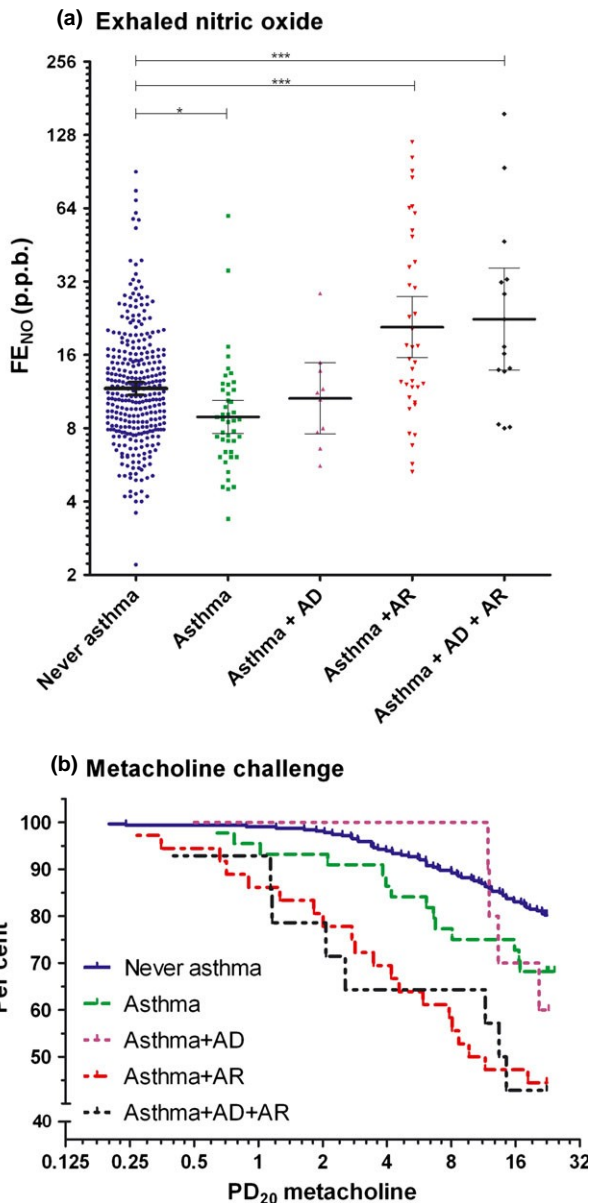 (a) Exhaled nitric oxide
***
***
*
256
128
64
32
16
8
4
2
FENO (p.p.b.)
Never asthma
Asthma
Asthma + AD
Asthma +AR
Asthma + AD + AR
(b) Metacholine challenge
100
90
80
70
60
50
40
Per cent
Never asthma
Asthma
Asthma+AD
Asthma+AR
Asthma+AD+AR
0.125 0.25 0.5 1 2 4 8 16 32
PD20 metacholine